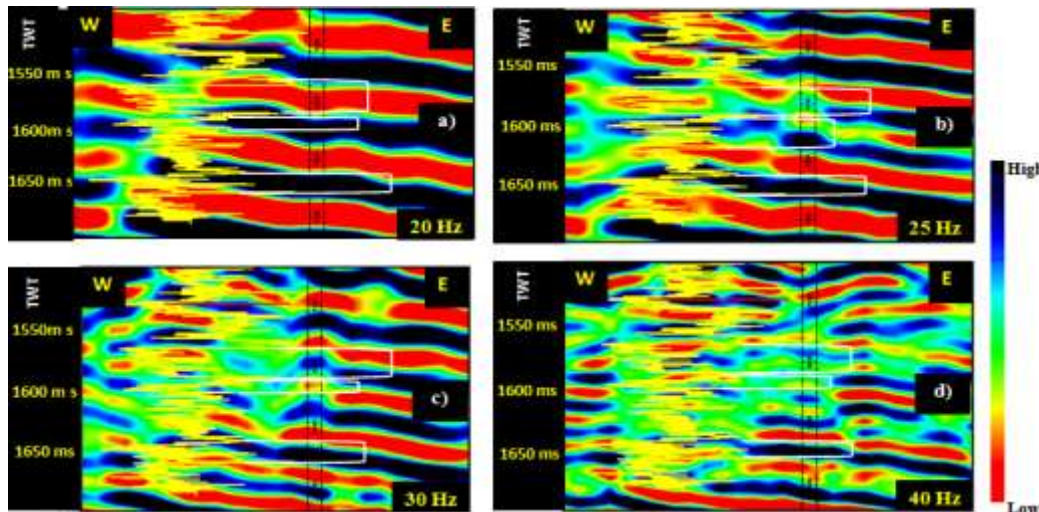 TWT
W
E
1550 m s
1600m s
1650 m s
a)
20 Hz
TWT
W
E
1550 ms
1600 ms
1650 ms
b)
25 Hz
High
Low
TWT
W
E
1550m s
1600 ms
1650 ms
c)
30 Hz
TWT
W
E
1550 ms
1600 ms
1650 ms
d)
40 Hz